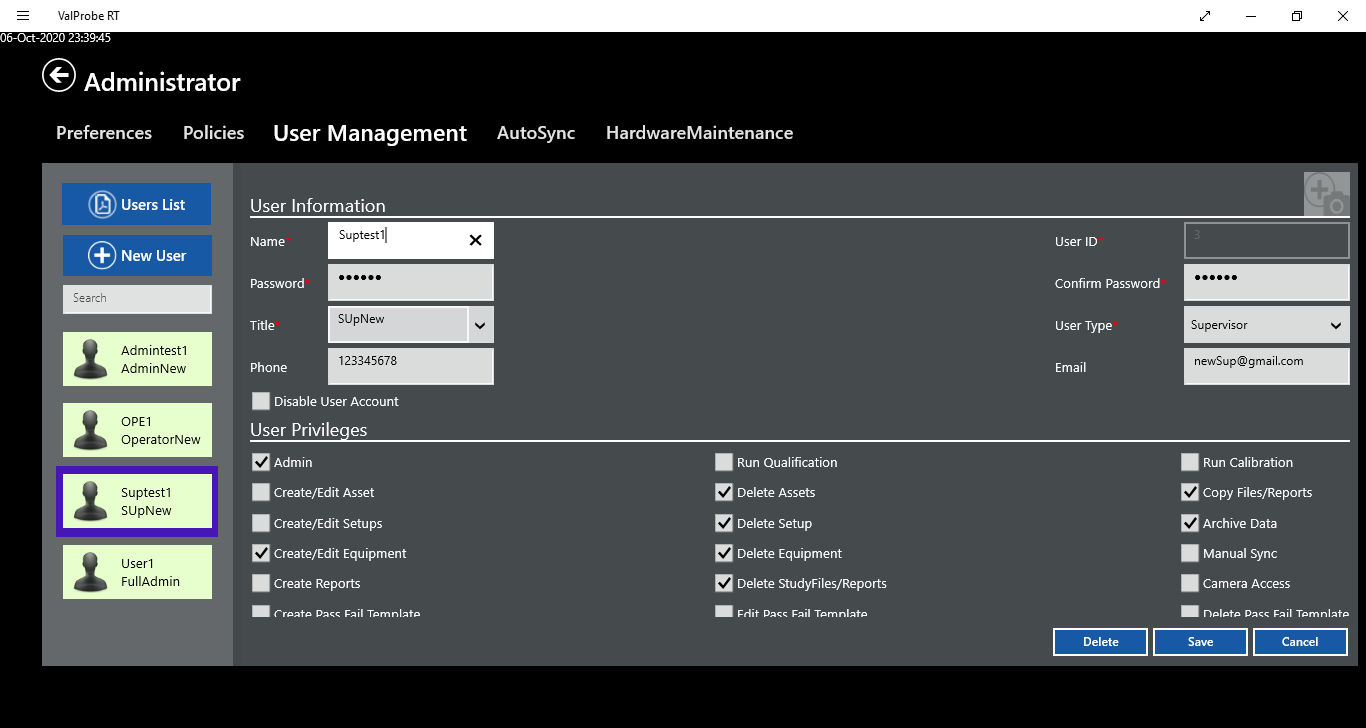 ValProbe RT
06-Oct-2020 23:39:45
Administrator
Preferences Policies User Management AutoSync HardwareMaintenance
Users List
New User
Search
Admintest1
AdminNew
OPE1
OperatorNew
Suptest1
SUpNew
User1
FullAdmin
User Information
Name* Suptest1 User ID* 3
Password* •••••• Confirm Password* ••••••
Title* SUpNew User Type* Supervisor
Phone 123345678 Email newSup@gmail.com
Disable User Account
User Privileges
Admin Run Qualification Run Calibration
Create/Edit Asset Delete Assets Copy Files/Reports
Create/Edit Setups Delete Setup Archive Data
Create/Edit Equipment Delete Equipment Manual Sync
Create Reports Delete StudyFiles/Reports Camera Access
Create Pass Fail Template Edit Pass Fail Template Delete Pass Fail Template
Delete Save Cancel